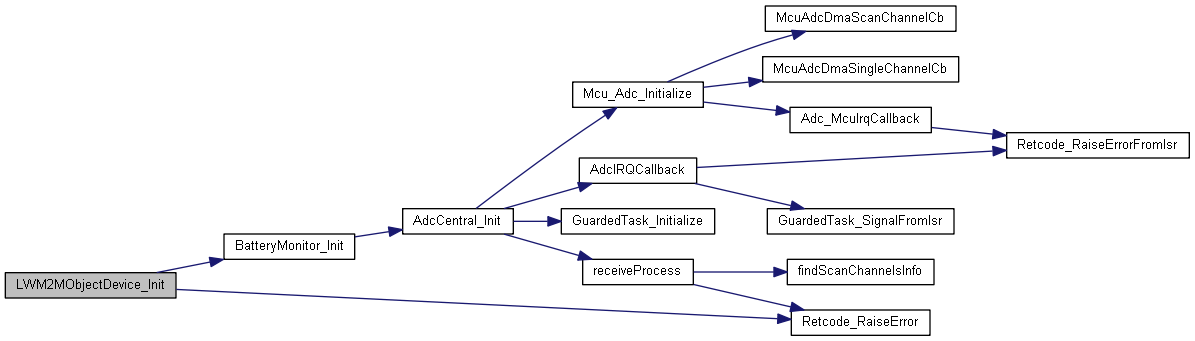 McuAdcDmaScanChannelCb
McuAdcDmaSingleChannelCb
Mcu_Adc_Initialize
Adc_McuIrqCallback
Retcode_RaiseErrorFromIsr
AdcIRQCallback
AdcCentral_Init
GuardedTask_Initialize
GuardedTask_SignalFromIsr
BatteryMonitor_Init
receiveProcess
findScanChannelsInfo
LWM2MObjectDevice_Init
Retcode_RaiseError